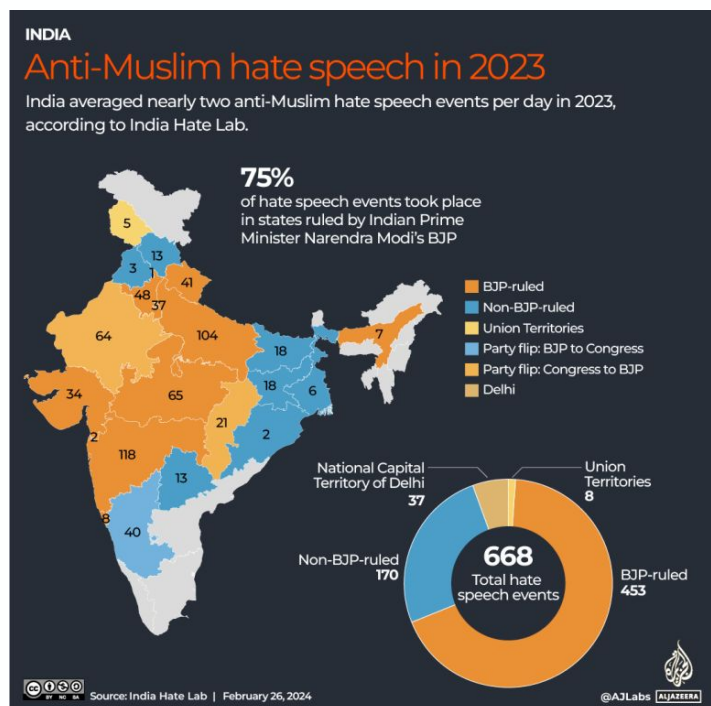 INDIA
Anti-Muslim hate speech in 2023
India averaged nearly two anti-Muslim hate speech events per day in 2023,
according to India Hate Lab.
75%
of hate speech events took place
in states ruled by Indian Prime
Minister Narendra Modi's BJP
5
13
3
1
41
48
37
64
104
7
18
18
6
34
65
21
2
2
118
13
8
40
BJP-ruled
Non-BJP-ruled
Union Territories
Party flip: BJP to Congress
Party flip: Congress to BJP
Delhi
National Capital
Territory of Delhi
37
Union
Territories
8
Non-BJP-ruled
170
668
Total hate
speech events
BJP-ruled
453
CC BY NC SA
Source: India Hate Lab | February 26, 2024
@AJLabs
ALJAZEERA